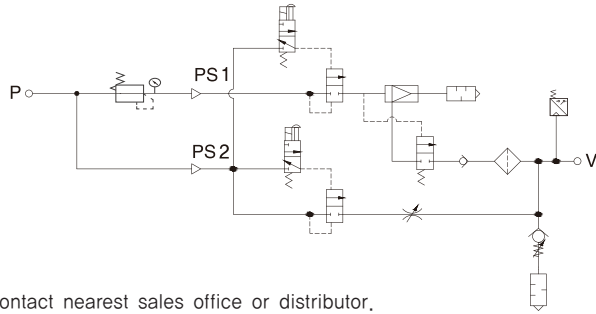 PS1
P
PS2
V
ontact nearest sales office or distributor.